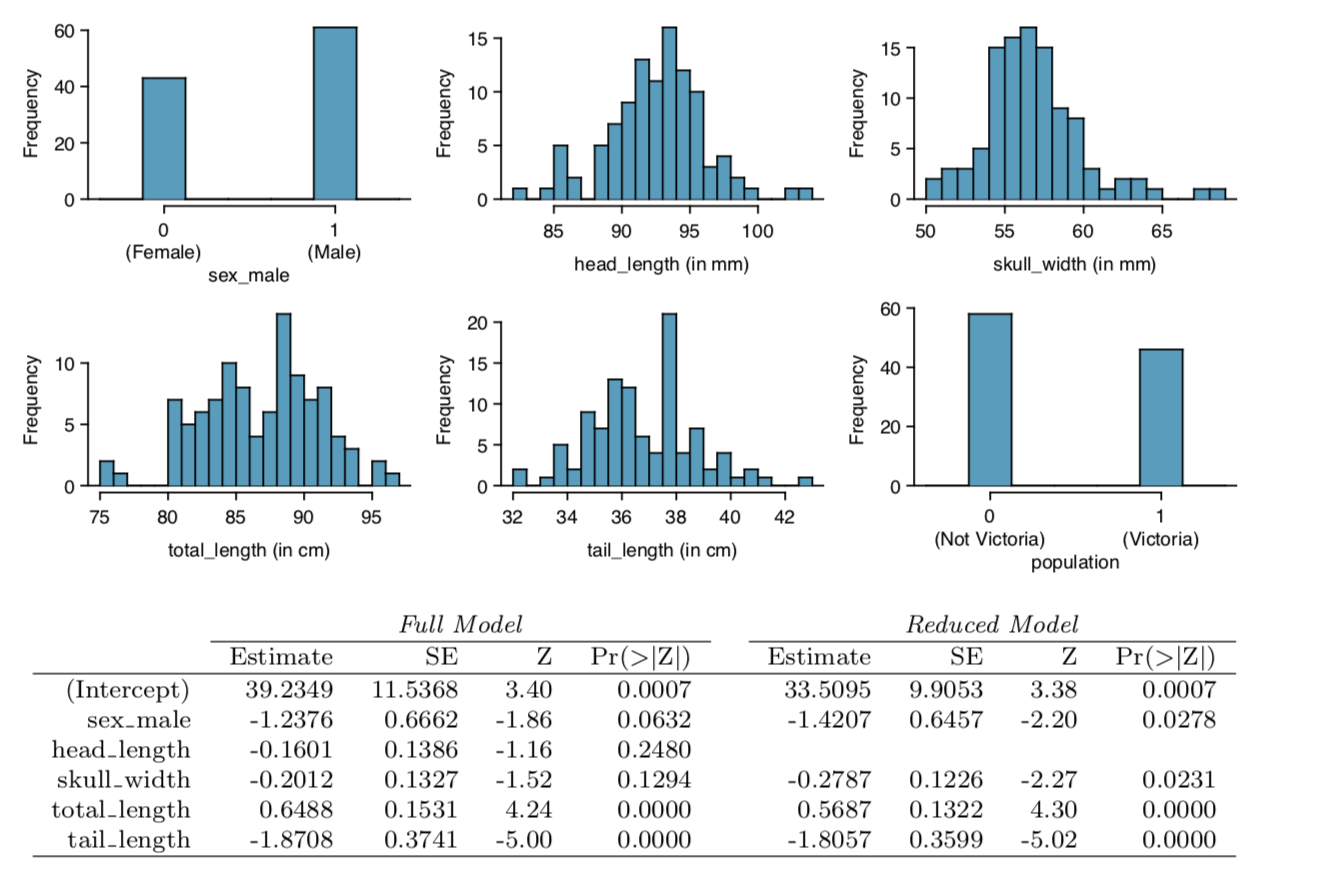 Frequency
60
40
20
0
0
(Female)
1
(Male)
sex_male
Frequency
15
10
5
0
85 90 95 100
head_length (in mm)
Frequency
15
10
5
0
50 55 60 65
skull_width (in mm)
Frequency
10
5
0
75 80 85 90 95
total_length (in cm)
Frequency
20
15
10
5
0
32 34 36 38 40 42
tail_length (in cm)
Frequency
60
40
20
0
0
(Not Victoria)
1
(Victoria)
population
Full Model Reduced Model
Estimate SE Z Pr(>|Z|) Estimate SE Z Pr(>|Z|)
(Intercept) 39.2349 11.5368 3.40 0.0007 33.5095 9.9053 3.38 0.0007
sex_male -1.2376 0.6662 -1.86 0.0632 -1.4207 0.6457 -2.20 0.0278
head_length -0.1601 0.1386 -1.16 0.2480
skull_width -0.2012 0.1327 -1.52 0.1294 -0.2787 0.1226 -2.27 0.0231
total_length 0.6488 0.1531 4.24 0.0000 0.5687 0.1322 4.30 0.0000
tail_length -1.8708 0.3741 -5.00 0.0000 -1.8057 0.3599 -5.02 0.0000